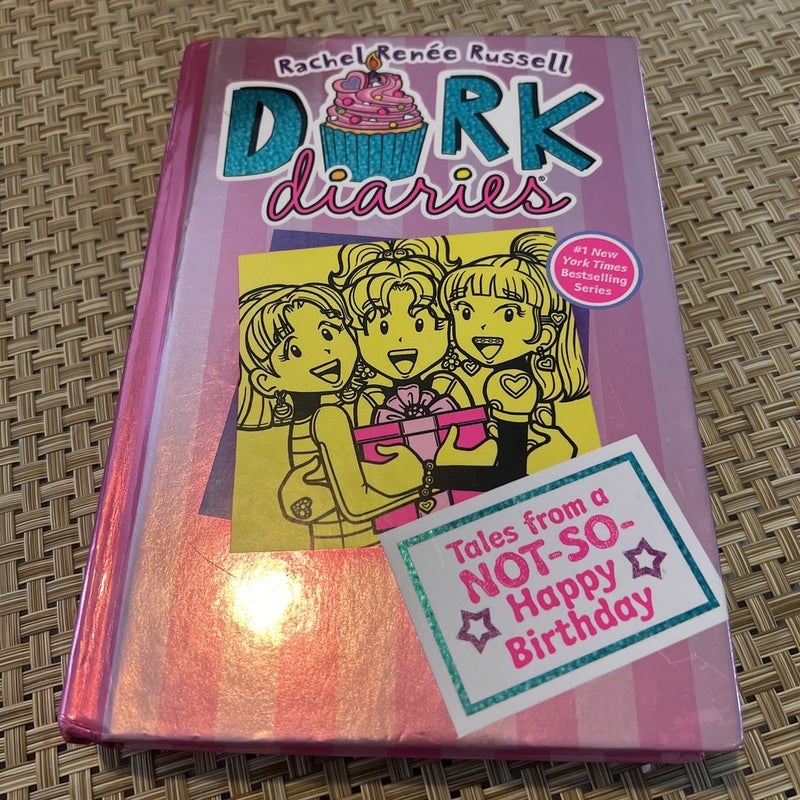 Rachel Renée Russell
DORK
diaries®
#1 New
York Times
Bestselling
Series
Tales from a
NOT-SO-
Happy
Birthday